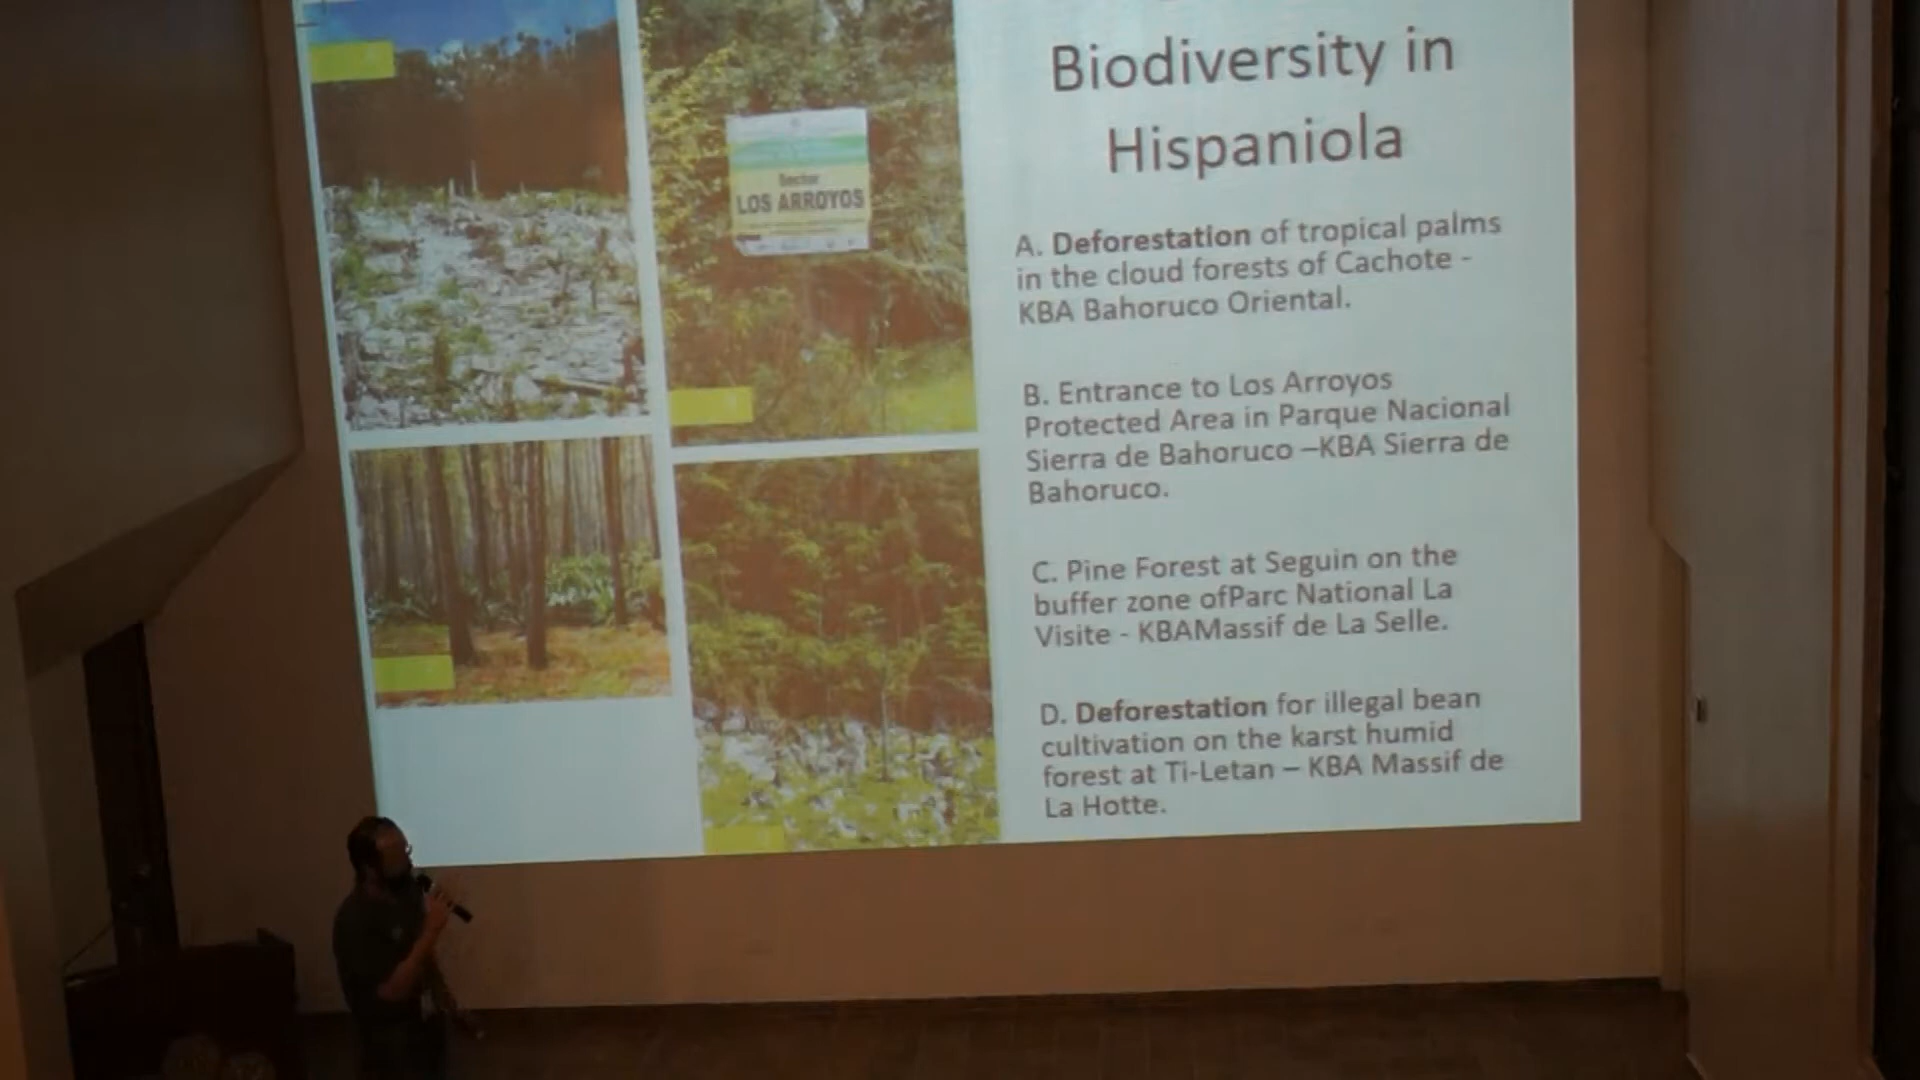 Biodiversity in
Hispaniola
Sector
LOS ARROYOS
A. Deforestation of tropical palms
in the cloud forests of Cachote -
KBA Bahoruco Oriental.
B. Entrance to Los Arroyos
Protected Area in Parque Nacional
Sierra de Bahoruco –KBA Sierra de
Bahoruco.
C. Pine Forest at Seguin on the
buffer zone ofParc National La
Visite - KBAMassif de La Selle.
D. Deforestation for illegal bean
cultivation on the karst humid
forest at Ti-Letan – KBA Massif de
La Hotte.